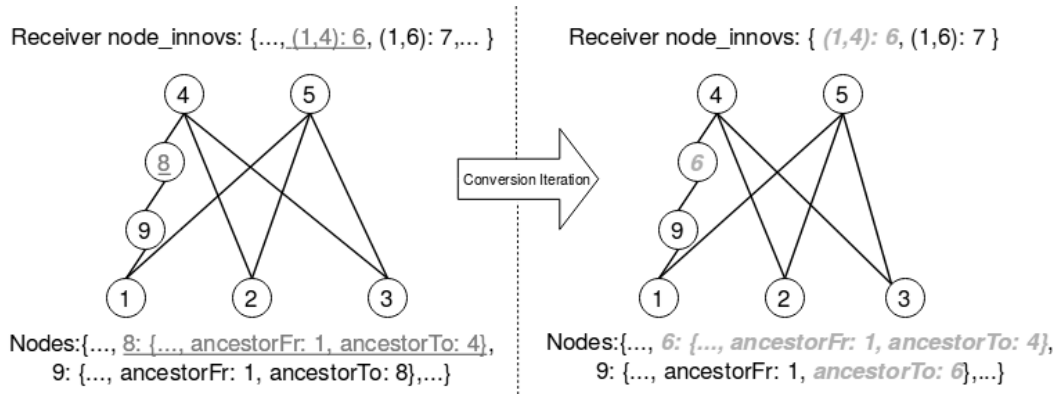 Receiver node_innovs: {..., (1,4): 6, (1,6): 7,... }
4 5
8
9
1 2 3
Nodes:{..., 8: {..., ancestorFr: 1, ancestorTo: 4},
9: {..., ancestorFr: 1, ancestorTo: 8},...}
Conversion Iteration
Receiver node_innovs: { (1,4): 6, (1,6): 7 }
4 5
6
9
1 2 3
Nodes:{..., 6: {..., ancestorFr: 1, ancestorTo: 4},
9: {..., ancestorFr: 1, ancestorTo: 6},...}